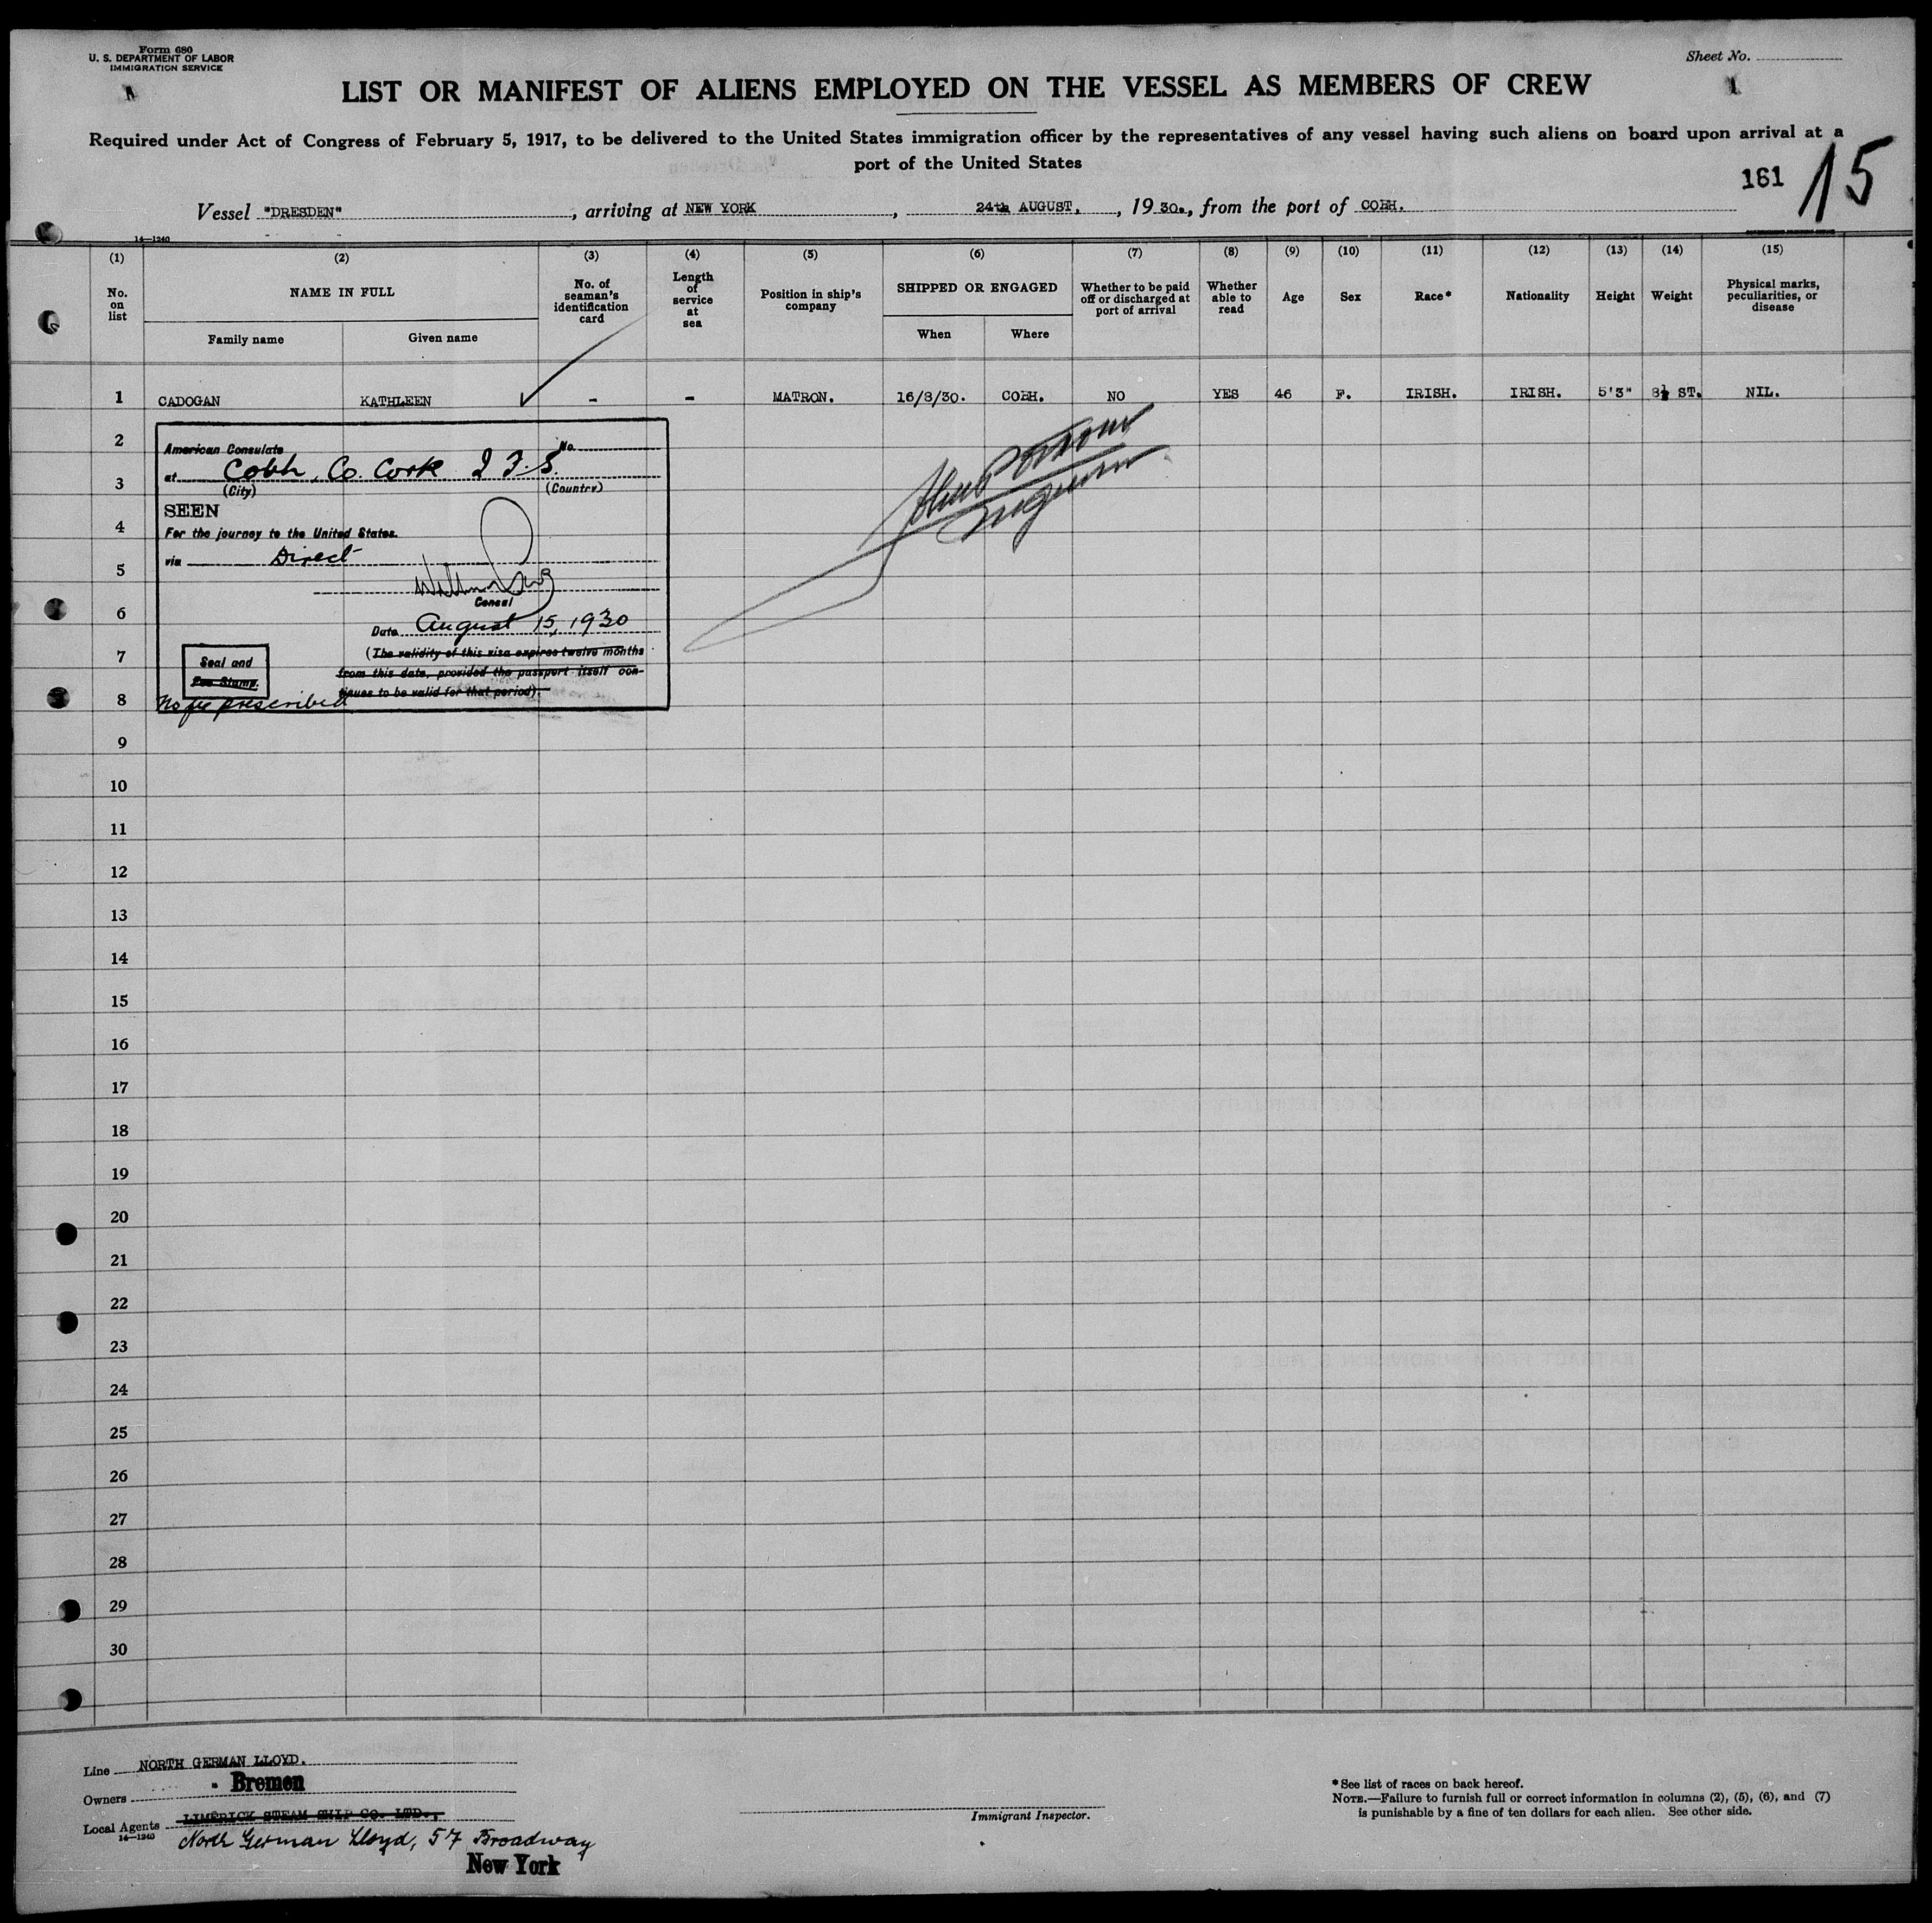 Form 680
U. S. DEPARTMENT OF LABOR
IMMIGRATION SERVICE
Sheet No.
1
LIST OR MANIFEST OF ALIENS EMPLOYED ON THE VESSEL AS MEMBERS OF CREW
Required under Act of Congress of February 5, 1917, to be delivered to the United States immigration officer by the representatives of any vessel having such aliens on board upon arrival at a
port of the United States
161 15
Vessel "DRESDEN", arriving at NEW YORK, 24th AUGUST, 1930., from the port of COBH.
14—1240
(1) (2) (3) (4) (5) (6) (7) (8) (9) (10) (11) (12) (13) (14) (15)
No. on list NAME IN FULL No. of seaman's identification card Length of service at sea Position in ship's company SHIPPED OR ENGAGED Whether to be paid off or discharged at port of arrival Whether able to read Age Sex Race* Nationality Height Weight Physical marks, peculiarities, or disease
Family name Given name When Where
1 CADOGAN KATHLEEN - - MATRON. 16/8/30. COBH. NO YES 46 F. IRISH. IRISH. 5'3" 8½ ST. NIL.
American Consulate No.
at Cobh, Co. Cork I.F.S.
(City) (Country)
SEEN
For the journey to the United States.
via Direct
Consul
Date August 15, 1930
(The validity of this visa expires twelve months
from this date, provided the passport itself con-
tinues to be valid for that period).
Seal and
Fee Stamp.
No fee prescribed
2
3
4
5
6
7
8
9
10
11
12
13
14
15
16
17
18
19
20
21
22
23
24
25
26
27
28
29
30
Line NORTH GERMAN LLOYD.
Owners " Bremen
Local Agents LIMERICK STEAM SHIP CO. LTD.,
14—1240
North German Lloyd, 57 Broadway
New York
Immigrant Inspector.
*See list of races on back hereof.
NOTE.—Failure to furnish full or correct information in columns (2), (5), (6), and (7)
is punishable by a fine of ten dollars for each alien. See other side.